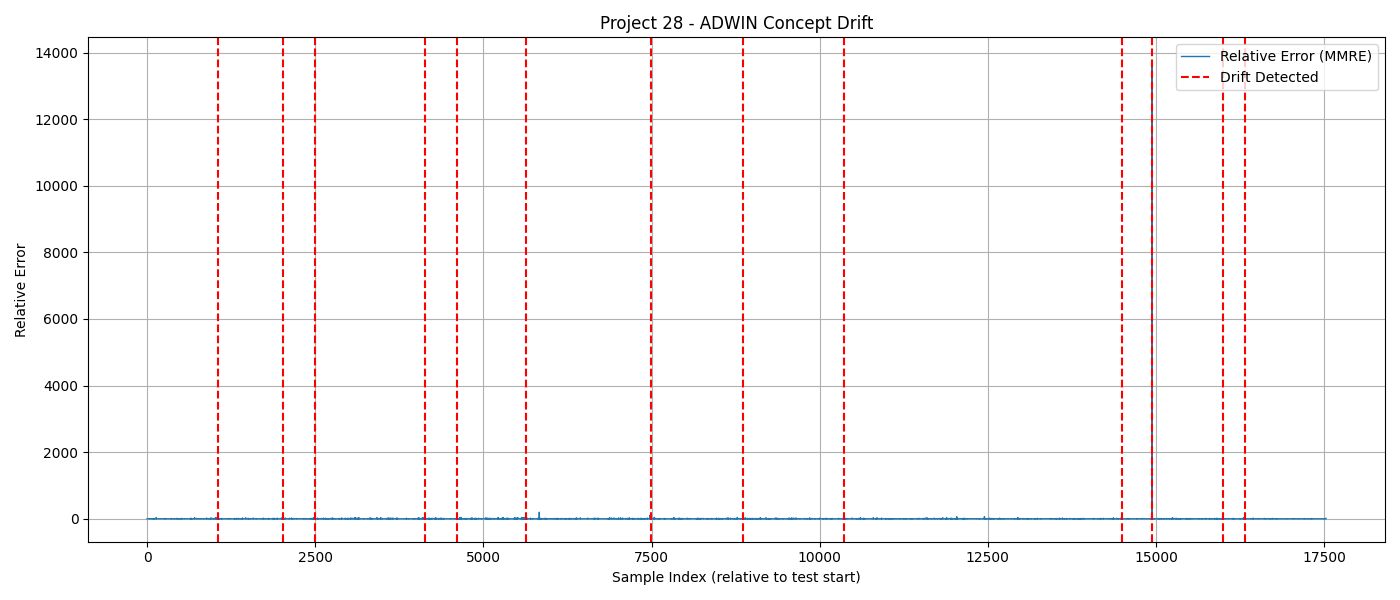 Project 28 - ADWIN Concept Drift
Relative Error (MMRE)
Drift Detected
Relative Error
14000
12000
10000
8000
6000
4000
2000
0
0 2500 5000 7500 10000 12500 15000 17500
Sample Index (relative to test start)